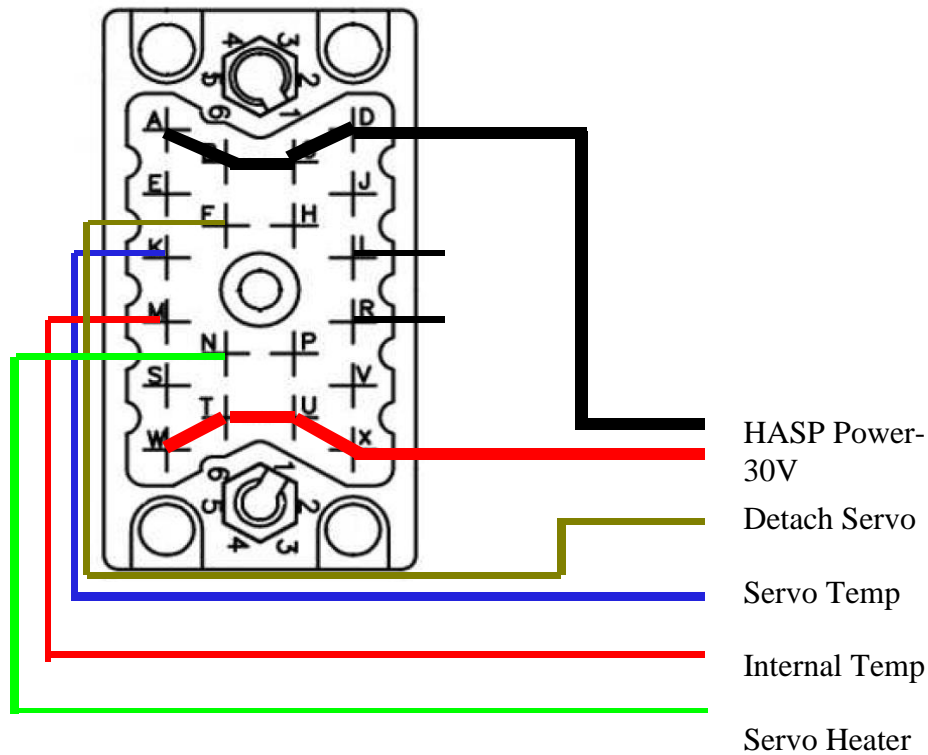 4 3
5 2
6 1
A D
E J
F H
K
M R
N P
S V
T U
W X
6 1
5 2
4 3
HASP Power-
30V
Detach Servo
Servo Temp
Internal Temp
Servo Heater